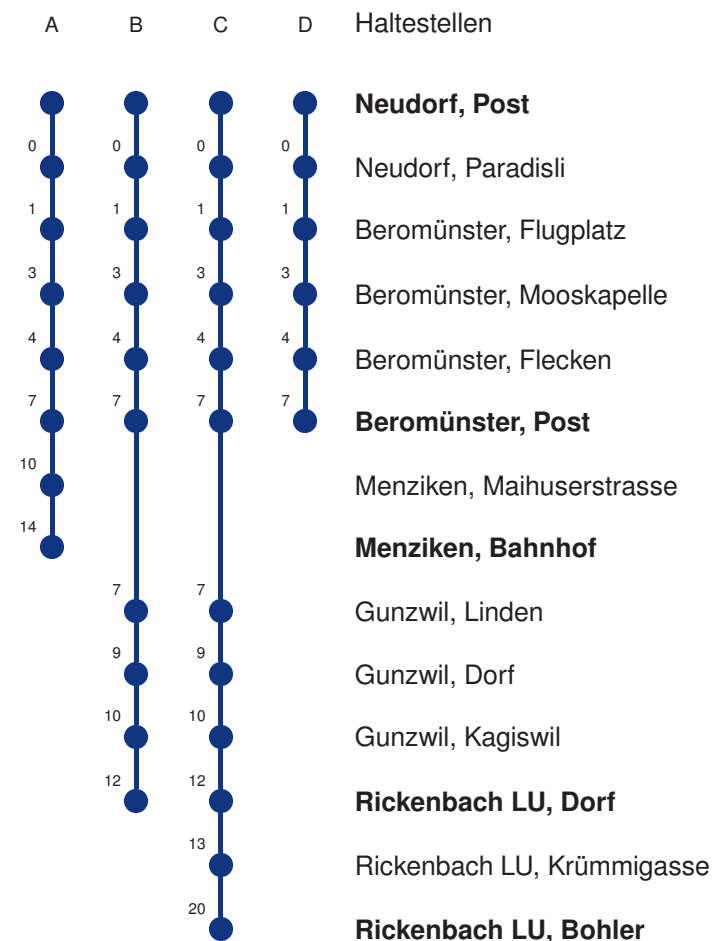 A B C D Haltestellen
Neudorf, Post
0 0 0 0 Neudorf, Paradisli
1 1 1 1 Beromünster, Flugplatz
3 3 3 3 Beromünster, Mooskapelle
4 4 4 4 Beromünster, Flecken
7 7 7 7 Beromünster, Post
10 Menziken, Maihuserstrasse
14 Menziken, Bahnhof
7 7 Gunzwil, Linden
9 9 Gunzwil, Dorf
10 10 Gunzwil, Kagiswil
12 12 Rickenbach LU, Dorf
13 Rickenbach LU, Krümmigasse
20 Rickenbach LU, Bohler